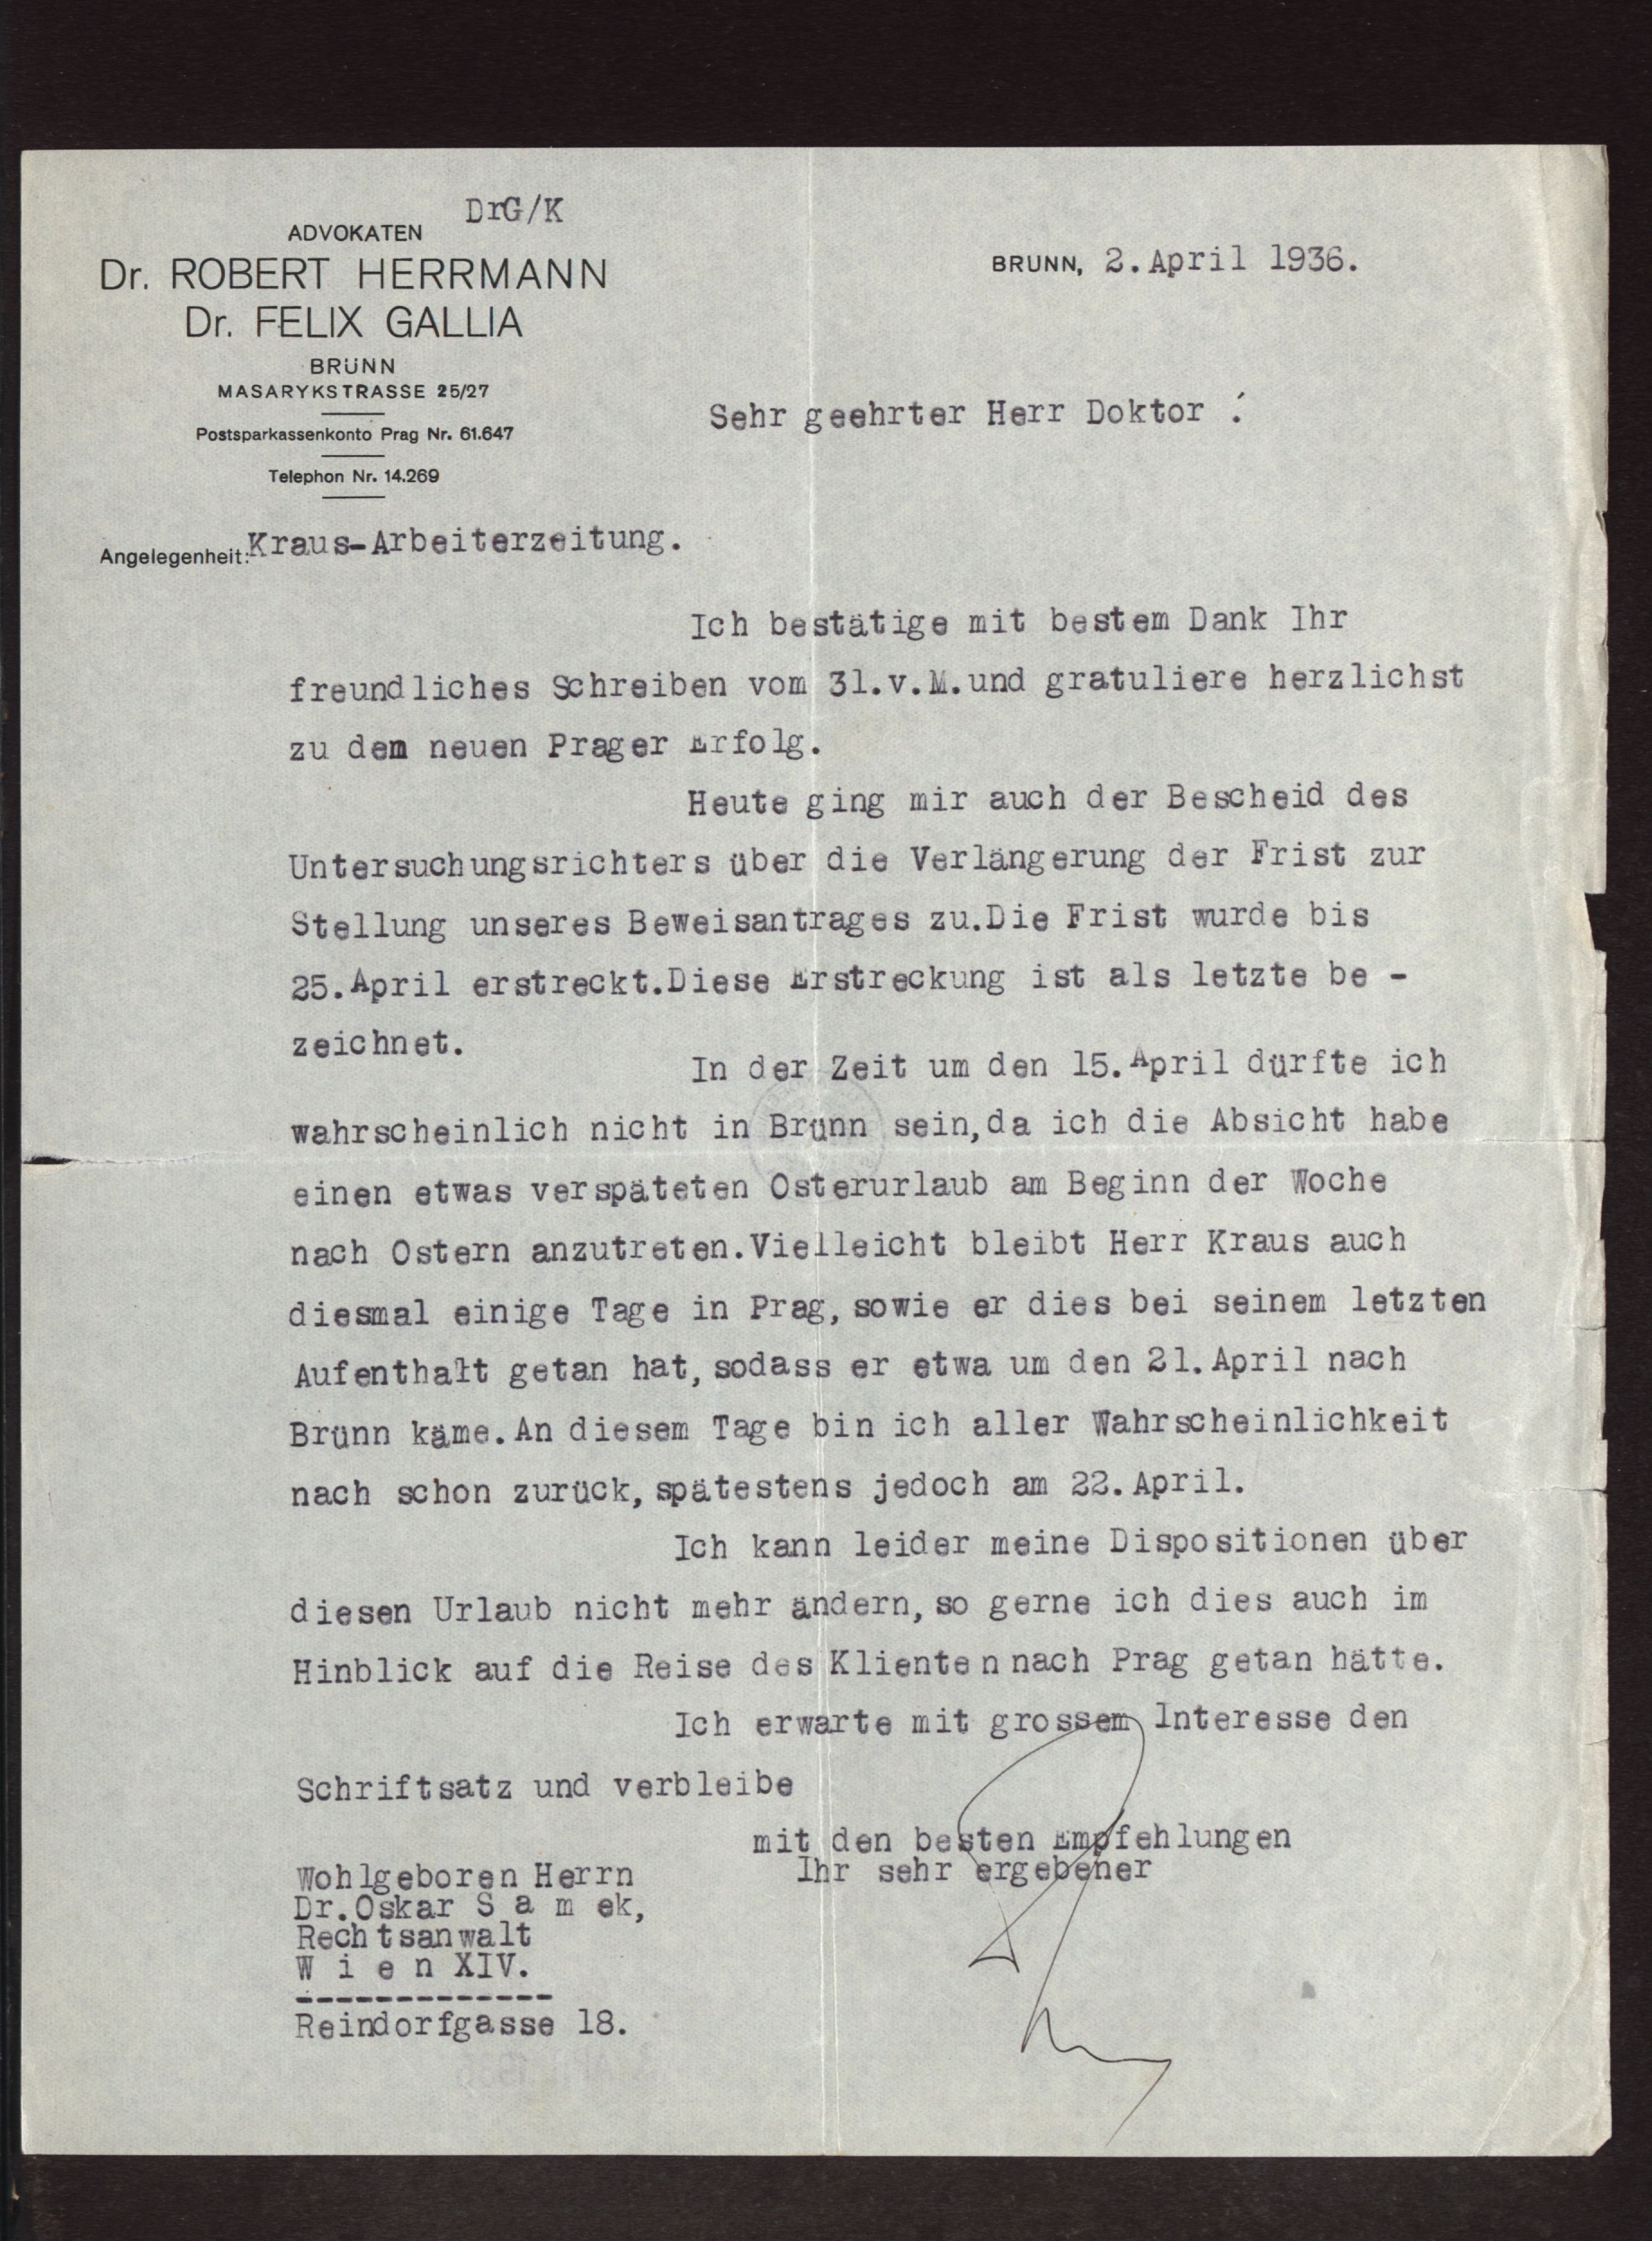 DrG/K
ADVOKATEN
Dr. ROBERT HERRMANN
Dr. FELIX GALLIA
BRÜNN
MASARYKSTRASSE 25/27
Postsparkassenkonto Prag Nr. 61.647
Telephon Nr. 14.269
BRÜNN, 2.April 1936.
Sehr geehrter Herr Doktor !
Angelegenheit: Kraus-Arbeiterzeitung.
Ich bestätige mit bestem Dank Ihr
freundliches Schreiben vom 31.v.M.und gratuliere herzlichst
zu dem neuen Prager Erfolg.
Heute ging mir auch der Bescheid des
Untersuchungsrichters über die Verlängerung der Frist zur
Stellung unseres Beweisantrages zu.Die Frist wurde bis
25.April erstreckt.Diese Erstreckung ist als letzte be -
zeichnet.
In der Zeit um den 15.April dürfte ich
wahrscheinlich nicht in Brünn sein,da ich die Absicht habe
einen etwas verspäteten Osterurlaub am Beginn der Woche
nach Ostern anzutreten.Vielleicht bleibt Herr Kraus auch
diesmal einige Tage in Prag,sowie er dies bei seinem letzten
Aufenthalt getan hat,sodass er etwa um den 21.April nach
Brünn käme.An diesem Tage bin ich aller Wahrscheinlichkeit
nach schon zurück,spätestens jedoch am 22.April.
Ich kann leider meine Dispositionen über
diesen Urlaub nicht mehr ändern,so gerne ich dies auch im
Hinblick auf die Reise des Klienten nach Prag getan hätte.
Ich erwarte mit grossem Interesse den
Schriftsatz und verbleibe
mit den besten Empfehlungen
Ihr sehr ergebener
Wohlgeboren Herrn
Dr.Oskar S a m ek,
Rechtsanwalt
W i e n XIV.
-------------
Reindorfgasse 18.